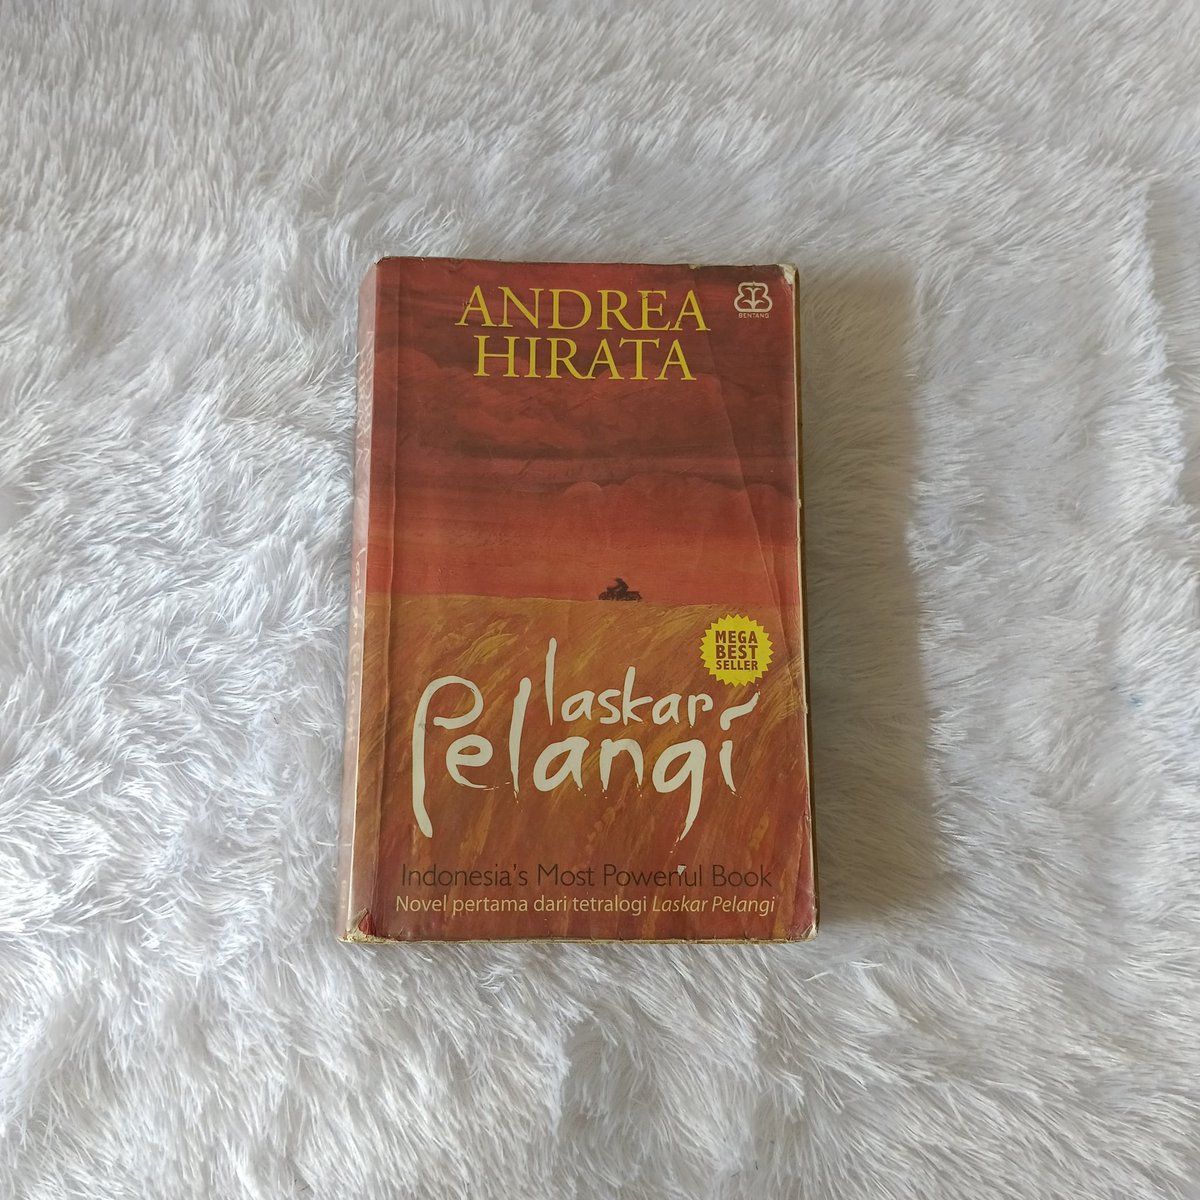 ANDREA
HIRATA
BENTANG
MEGA
BEST
SELLER
laskar
Pelangi
Indonesia's Most Powerful Book
Novel pertama dari tetralogi Laskar Pelangi